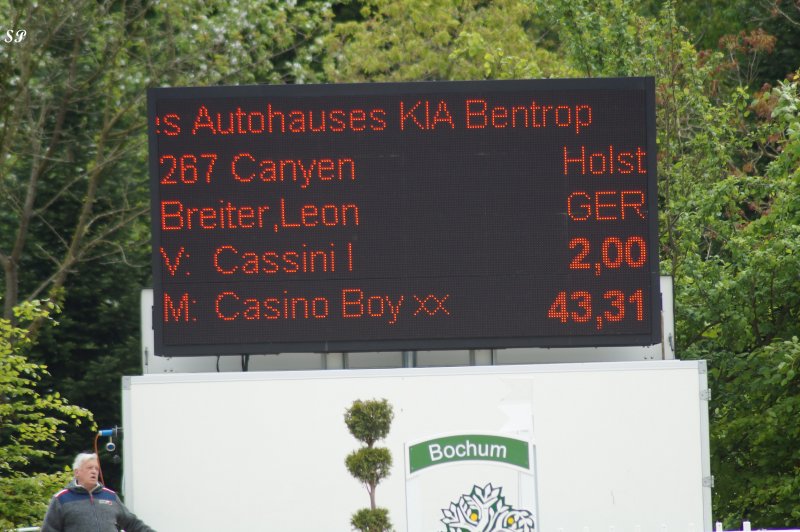 SP
es Autohauses KIA Bentrop
267 Canyen Holst
Breiter,Leon GER
V: Cassini I 2,00
M: Casino Boy xx 43,31
Bochum